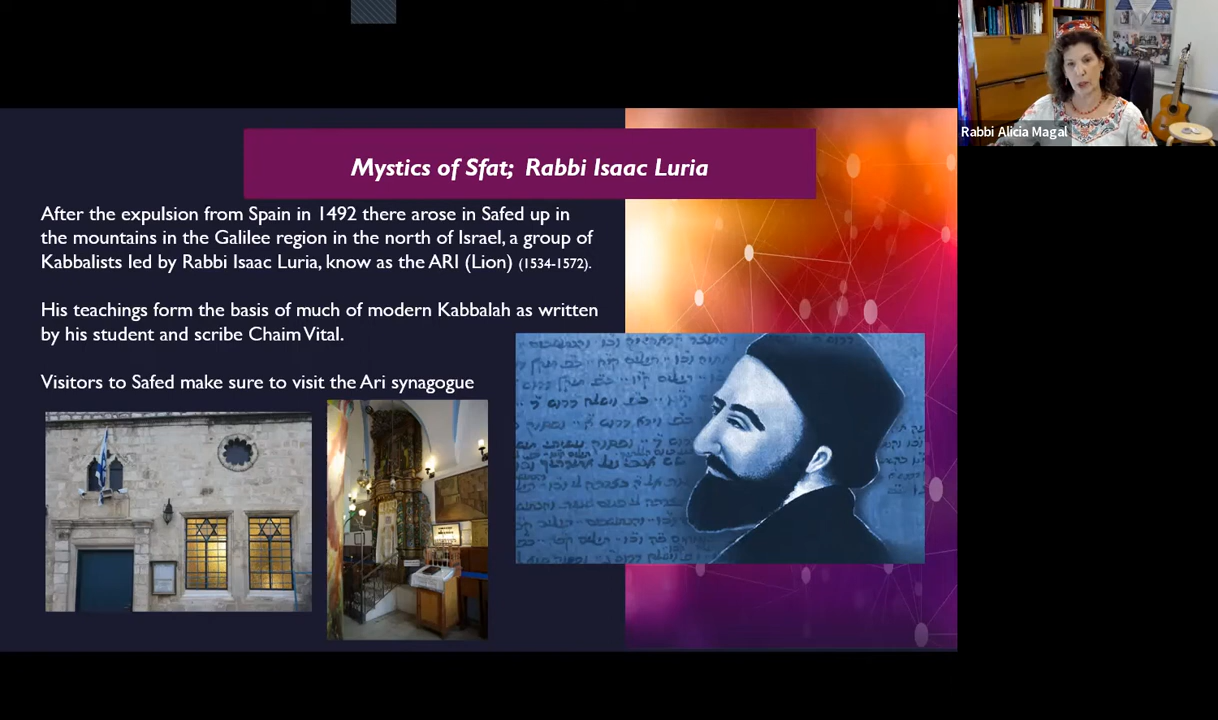 Mystics of Sfat; Rabbi Isaac Luria
After the expulsion from Spain in 1492 there arose in Safed up in
the mountains in the Galilee region in the north of Israel, a group of
Kabbalists led by Rabbi Isaac Luria, know as the ARI (Lion) (1534-1572).
His teachings form the basis of much of modern Kabbalah as written
by his student and scribe Chaim Vital.
Visitors to Safed make sure to visit the Ari synagogue
Rabbi Alicia Magal